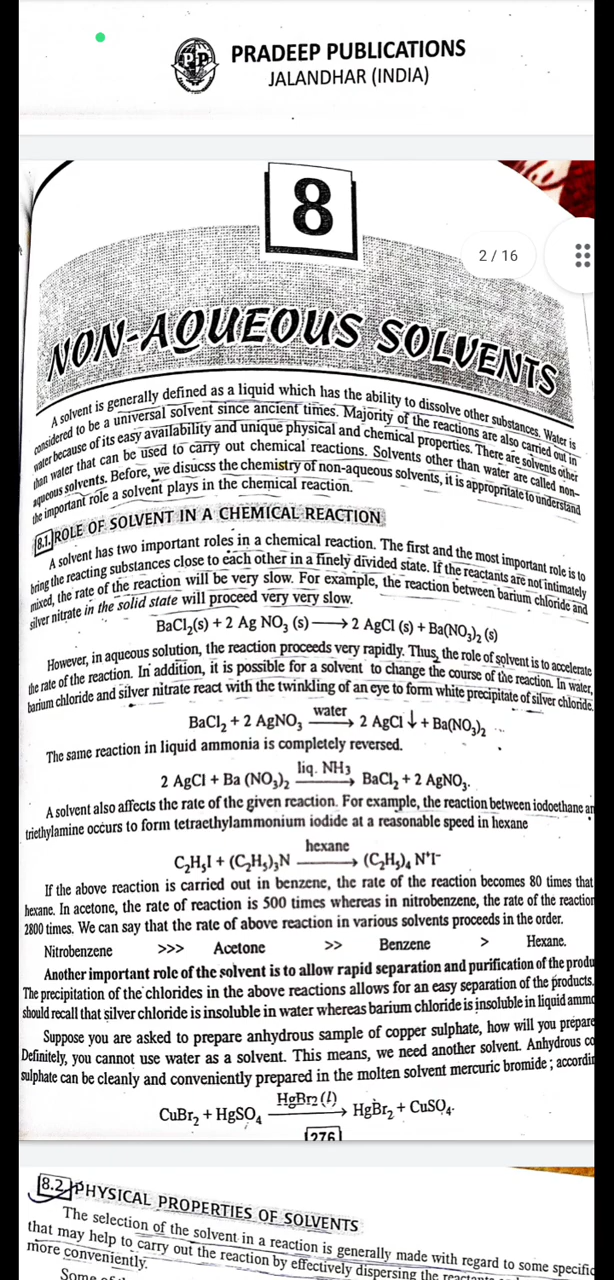 PRADEEP PUBLICATIONS
JALANDHAR (INDIA)
8
2 / 16
NON-AQUEOUS SOLVENTS
A solvent is generally defined as a liquid which has the ability to dissolve other substances. Water is
considered to be a universal solvent since ancient times. Majority of the reactions are also carried out in
water because of its easy availability and unique physical and chemical properties. There are solvents other
than water that can be used to carry out chemical reactions. Solvents other than water are called non-
aqueous solvents. Before, we disucss the chemistry of non-aqueous solvents, it is appropritate to understand
the important role a solvent plays in the chemical reaction.
8.1. ROLE OF SOLVENT IN A CHEMICAL REACTION
A solvent has two important roles in a chemical reaction. The first and the most important role is to
bring the reacting substances close to each other in a finely divided state. If the reactants are not intimately
mixed, the rate of the reaction will be very slow. For example, the reaction between barium chloride and
silver nitrate in the solid state will proceed very very slow.
BaCl₂(s) + 2 Ag NO₃ (s) ⟶ 2 AgCl (s) + Ba(NO₃)₂ (s)
However, in aqueous solution, the reaction proceeds very rapidly. Thus, the role of solvent is to accelerate
the rate of the reaction. In addition, it is possible for a solvent to change the course of the reaction. In water,
barium chloride and silver nitrate react with the twinkling of an eye to form white precipitate of silver chloride.
water
BaCl₂ + 2 AgNO₃ ⟶ 2 AgCl ↓ + Ba(NO₃)₂
The same reaction in liquid ammonia is completely reversed.
liq. NH₃
2 AgCl + Ba (NO₃)₂ ⟶ BaCl₂ + 2 AgNO₃.
A solvent also affects the rate of the given reaction. For example, the reaction between iodoethane an
triethylamine occurs to form tetraethylammonium iodide at a reasonable speed in hexane
hexane
C₂H₅I + (C₂H₅)₃N ⟶ (C₂H₅)₄ N⁺I⁻
If the above reaction is carried out in benzene, the rate of the reaction becomes 80 times that
hexane. In acetone, the rate of reaction is 500 times whereas in nitrobenzene, the rate of the reaction
2800 times. We can say that the rate of above reaction in various solvents proceeds in the order.
Nitrobenzene >>> Acetone >> Benzene > Hexane.
Another important role of the solvent is to allow rapid separation and purification of the produ
The precipitation of the chlorides in the above reactions allows for an easy separation of the products.
should recall that silver chloride is insoluble in water whereas barium chloride is insoluble in liquid ammo
Suppose you are asked to prepare anhydrous sample of copper sulphate, how will you prepare
Definitely, you cannot use water as a solvent. This means, we need another solvent. Anhydrous co
sulphate can be cleanly and conveniently prepared in the molten solvent mercuric bromide ; accordin
HgBr₂ (l)
CuBr₂ + HgSO₄ ⟶ HgBr₂ + CuSO₄.
276
8.2 PHYSICAL PROPERTIES OF SOLVENTS
The selection of the solvent in a reaction is generally made with regard to some specific
that may help to carry out the reaction by effectively dispersing the reactants
more conveniently.
Some of